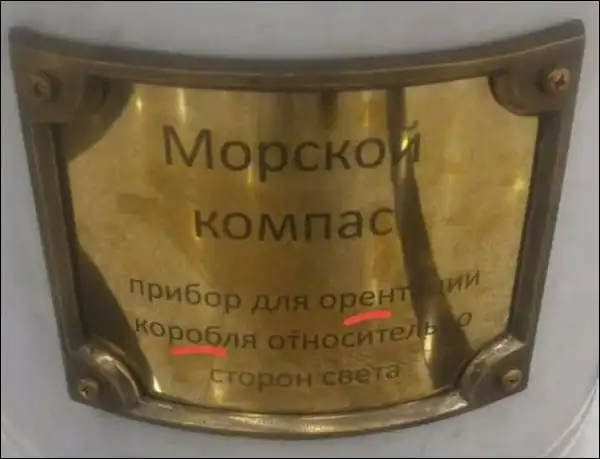 Морской
компас
прибор для орентации
коробля относительно
сторон света